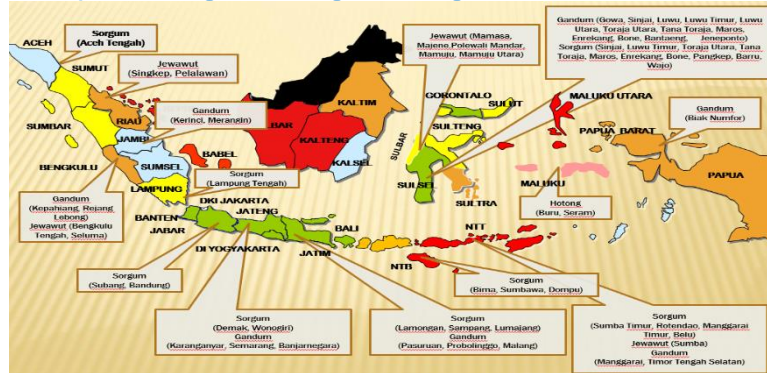 ACEH
Sorgum
(Aceh Tengah)
SUMUT
Jewawut
(Singkep, Pelalawan)
Jewawut (Mamasa,
Majene,Polewali Mandar,
Mamuju, Mamuju Utara)
Gandum (Gowa, Sinjai, Luwu, Luwu Timur, Luwu
Utara, Toraja Utara, Tana Toraja, Maros,
Enrekang, Bone, Bantaeng, Jeneponto)
Sorgum (Sinjai, Luwu Timur, Toraja Utara, Tana
Toraja, Maros, Enrekang, Bone, Pangkep, Barru,
Wajo)
RIAU
SUMBAR
Gandum
(Kerinci, Merangin)
JAMBI
KALTIM
BAR
KALTENG
KALSEL
GORONTALO
SULUT
SULTENG
SULBAR
SULSEL
SULTRA
MALUKU UTARA
PAPUA BARAT
Gandum
(Biak Numfor)
PAPUA
MALUKU
Hotong
(Buru, Seram)
BENGKULU
SUMSEL
BABEL
LAMPUNG
Sorgum
(Lampung Tengah)
Gandum
(Kepahiang, Rejang
Lebong)
Jewawut (Bengkulu
Tengah, Seluma)
DKI JAKARTA
BANTEN
JATENG
JABAR
BALI
DI YOGYAKARTA
JATIM
NTT
NTB
Sorgum
(Subang, Bandung)
Sorgum
(Bima, Sumbawa, Dompu)
Sorgum
(Demak, Wonogiri)
Gandum
(Karanganyar, Semarang, Banjarnegara)
Sorgum
(Lamongan, Sampang, Lumajang)
Gandum
(Pasuruan, Probolinggo, Malang)
Sorgum
(Sumba Timur, Rotendao, Manggarai
Timur, Belu)
Jewawut (Sumba)
Gandum
(Manggarai, Timor Tengah Selatan)